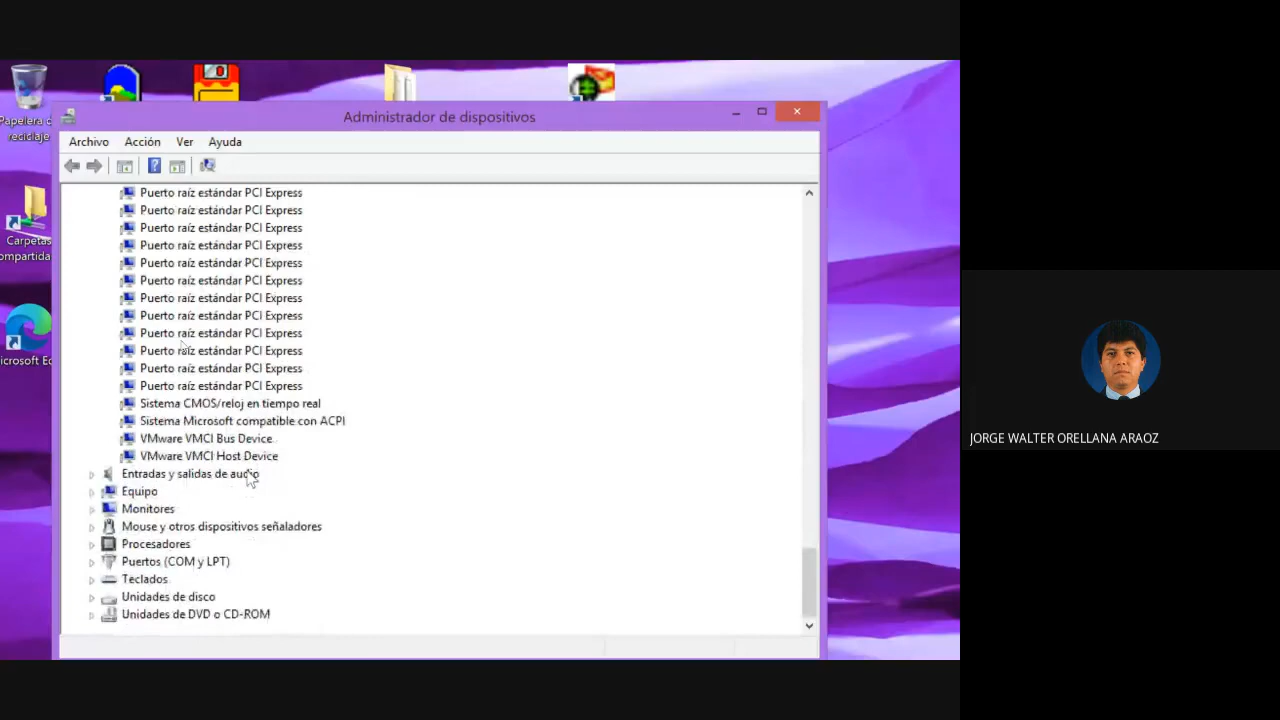 Papelera de
reciclaje
Carpetas
compartida
Microsoft Ed
Administrador de dispositivos
Archivo Acción Ver Ayuda
Puerto raíz estándar PCI Express
Puerto raíz estándar PCI Express
Puerto raíz estándar PCI Express
Puerto raíz estándar PCI Express
Puerto raíz estándar PCI Express
Puerto raíz estándar PCI Express
Puerto raíz estándar PCI Express
Puerto raíz estándar PCI Express
Puerto raíz estándar PCI Express
Puerto raíz estándar PCI Express
Puerto raíz estándar PCI Express
Puerto raíz estándar PCI Express
Sistema CMOS/reloj en tiempo real
Sistema Microsoft compatible con ACPI
VMware VMCI Bus Device
VMware VMCI Host Device
Entradas y salidas de audio
Equipo
Monitores
Mouse y otros dispositivos señaladores
Procesadores
Puertos (COM y LPT)
Teclados
Unidades de disco
Unidades de DVD o CD-ROM
JORGE WALTER ORELLANA ARAOZ